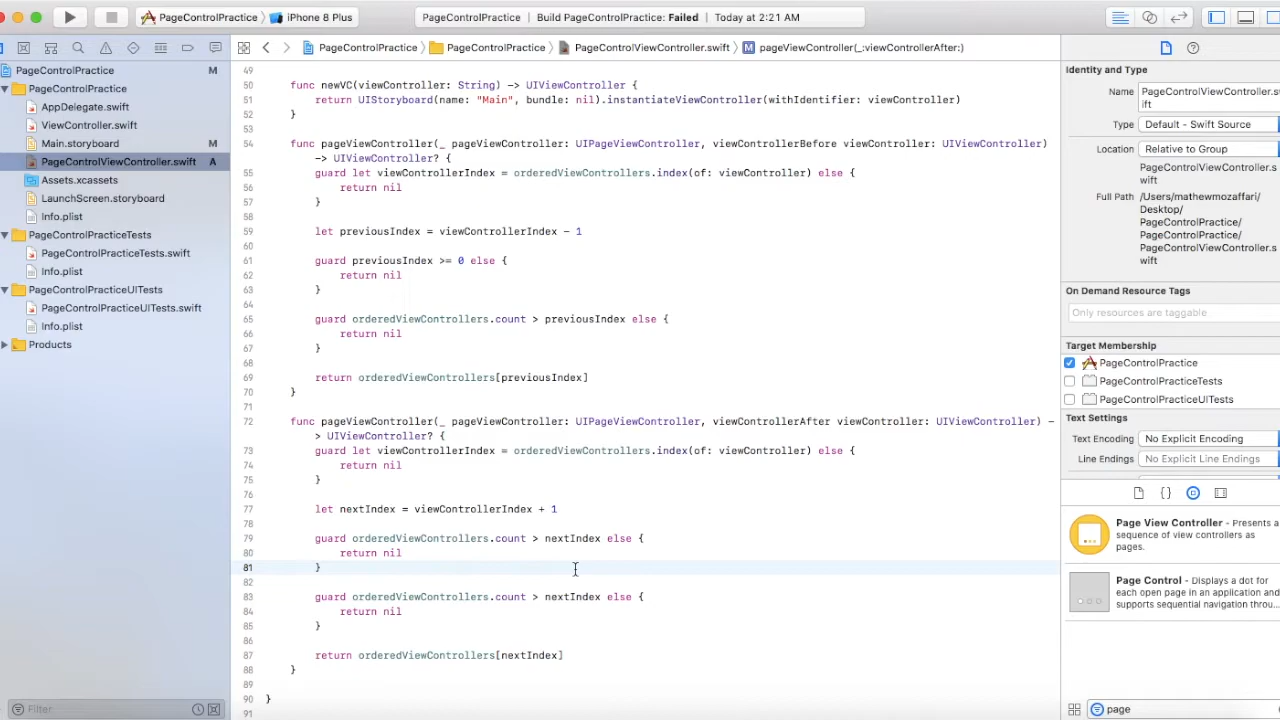 PageControlPractice iPhone 8 Plus
PageControlPractice Build PageControlPractice: Failed Today at 2:21 AM
PageControlPractice PageControlPractice PageControlViewController.swift M pageViewController(_:viewControllerAfter:)
PageControlPractice M
PageControlPractice
AppDelegate.swift
ViewController.swift
Main.storyboard M
PageControlViewController.swift A
Assets.xcassets
LaunchScreen.storyboard
Info.plist
PageControlPracticeTests
PageControlPracticeTests.swift
Info.plist
PageControlPracticeUITests
PageControlPracticeUITests.swift
Info.plist
Products
Filter
49
50 func newVC(viewController: String) -> UIViewController {
51 return UIStoryboard(name: "Main", bundle: nil).instantiateViewController(withIdentifier: viewController)
52 }
53
54 func pageViewController(_ pageViewController: UIPageViewController, viewControllerBefore viewController: UIViewController)
-> UIViewController? {
55 guard let viewControllerIndex = orderedViewControllers.index(of: viewController) else {
56 return nil
57 }
58
59 let previousIndex = viewControllerIndex - 1
60
61 guard previousIndex >= 0 else {
62 return nil
63 }
64
65 guard orderedViewControllers.count > previousIndex else {
66 return nil
67 }
68
69 return orderedViewControllers[previousIndex]
70 }
71
72 func pageViewController(_ pageViewController: UIPageViewController, viewControllerAfter viewController: UIViewController) -
> UIViewController? {
73 guard let viewControllerIndex = orderedViewControllers.index(of: viewController) else {
74 return nil
75 }
76
77 let nextIndex = viewControllerIndex + 1
78
79 guard orderedViewControllers.count > nextIndex else {
80 return nil
81 }
82
83 guard orderedViewControllers.count > nextIndex else {
84 return nil
85 }
86
87 return orderedViewControllers[nextIndex]
88 }
89
90 }
91
Identity and Type
Name PageControlViewController.sw
ift
Type Default - Swift Source
Location Relative to Group
PageControlViewController.s
wift
Full Path /Users/mathewmozaffari/
Desktop/
PageControlPractice/
PageControlPractice/
PageControlViewController.s
wift
On Demand Resource Tags
Only resources are taggable
Target Membership
PageControlPractice
PageControlPracticeTests
PageControlPracticeUITests
Text Settings
Text Encoding No Explicit Encoding
Line Endings No Explicit Line Endings
Page View Controller - Presents a
sequence of view controllers as
pages.
Page Control - Displays a dot for
each open page in an application and
supports sequential navigation throu...
page